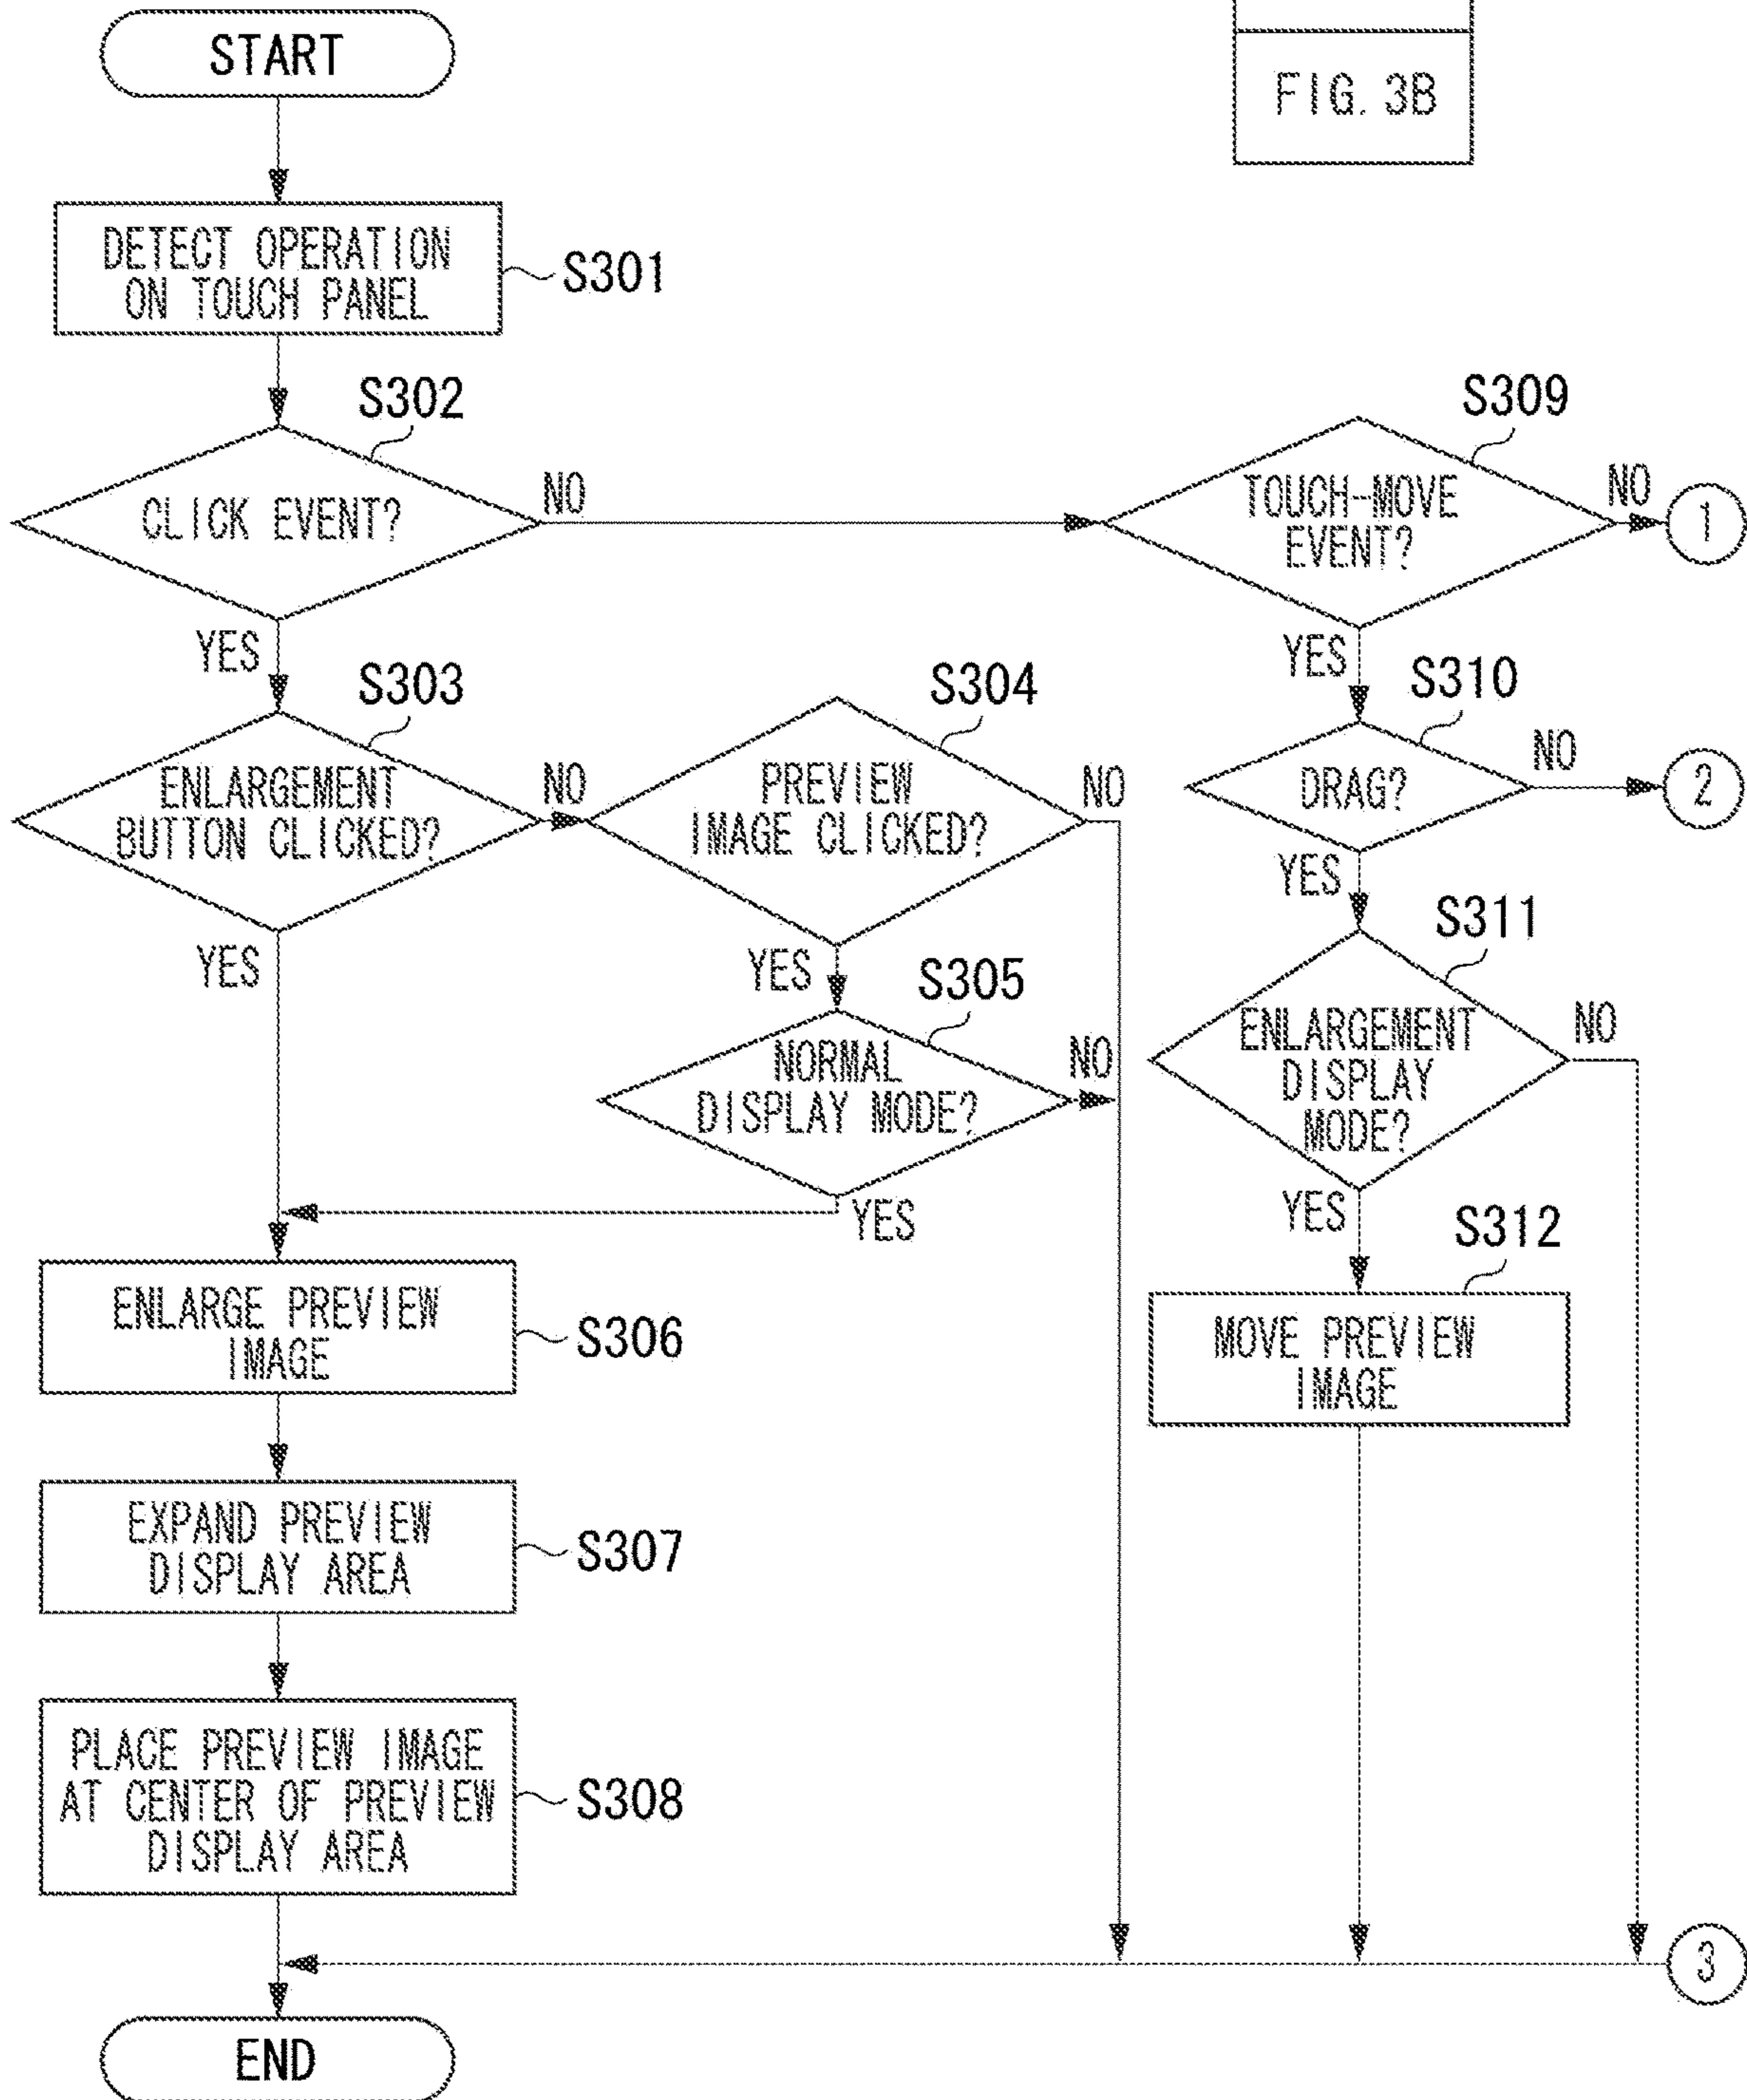 START
FIG. 3B
DETECT OPERATION
ON TOUCH PANEL
S301
S302
CLICK EVENT?
NO
YES
S309
TOUCH-MOVE
EVENT?
NO
1
YES
S303
ENLARGEMENT
BUTTON CLICKED?
NO
YES
S304
PREVIEW
IMAGE CLICKED?
NO
YES
S310
DRAG?
NO
2
YES
S305
NORMAL
DISPLAY MODE?
NO
YES
S311
ENLARGEMENT
DISPLAY
MODE?
NO
YES
S306
ENLARGE PREVIEW
IMAGE
S312
MOVE PREVIEW
IMAGE
EXPAND PREVIEW
DISPLAY AREA
S307
PLACE PREVIEW IMAGE
AT CENTER OF PREVIEW
DISPLAY AREA
S308
3
END